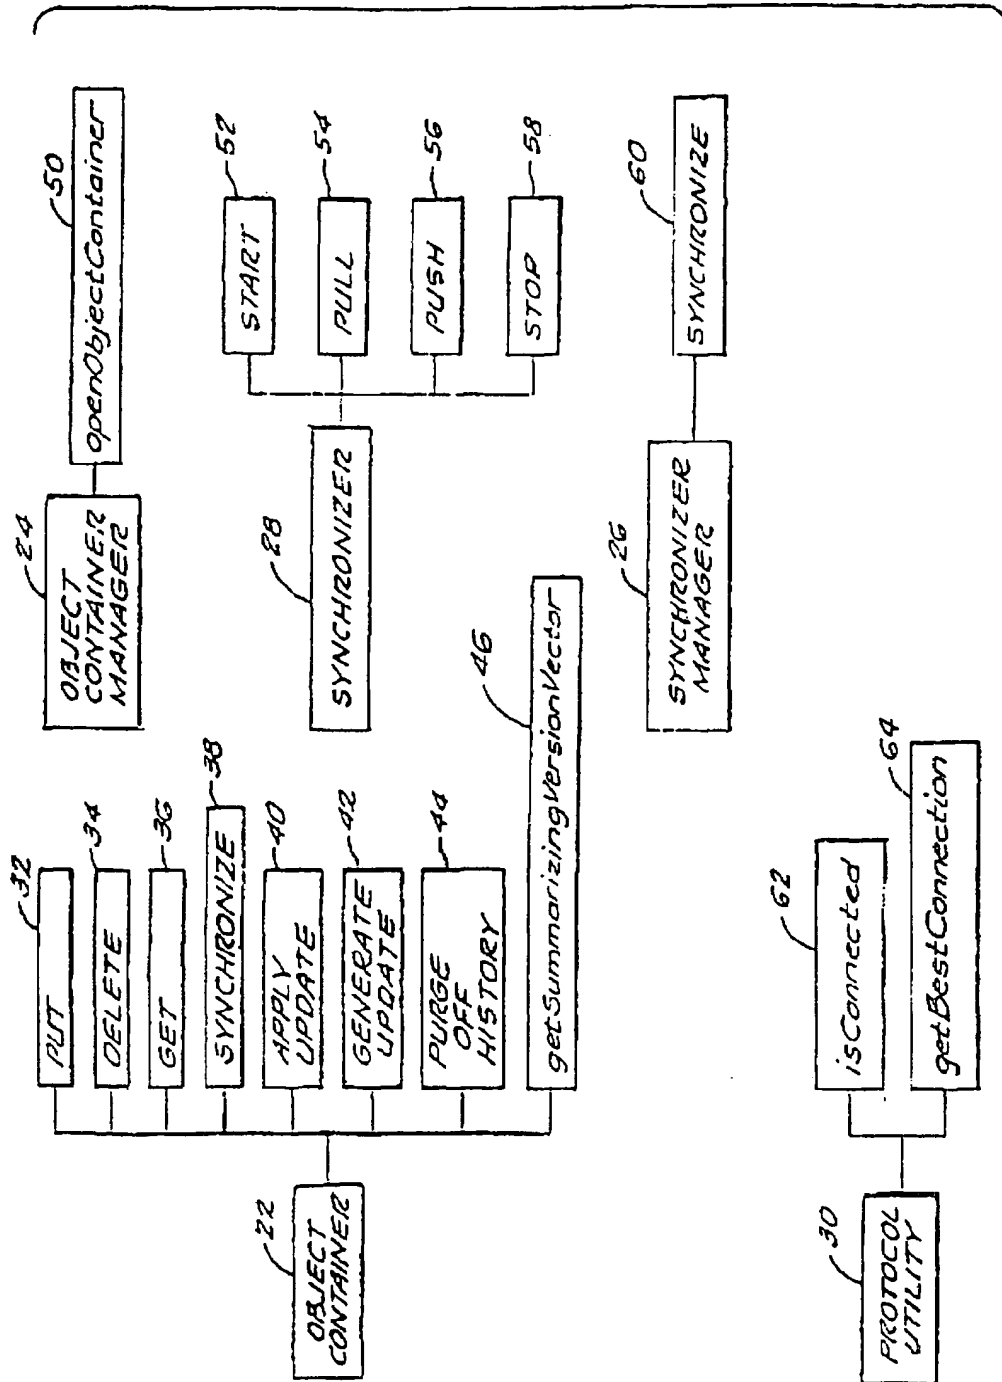 22
OBJECT
CONTAINER
32
PUT
34
DELETE
36
GET
38
SYNCHRONIZE
40
APPLY
UPDATE
42
GENERATE
UPDATE
44
PURGE
OFF
HISTORY
46
getSummarizingVersionVector
24
OBJECT
CONTAINER
MANAGER
50
openObjectContainer
28
SYNCHRONIZER
52
START
54
PULL
56
PUSH
58
STOP
26
SYNCHRONIZER
MANAGER
60
SYNCHRONIZE
30
PROTOCOL
UTILITY
62
isConnected
64
getBestConnection